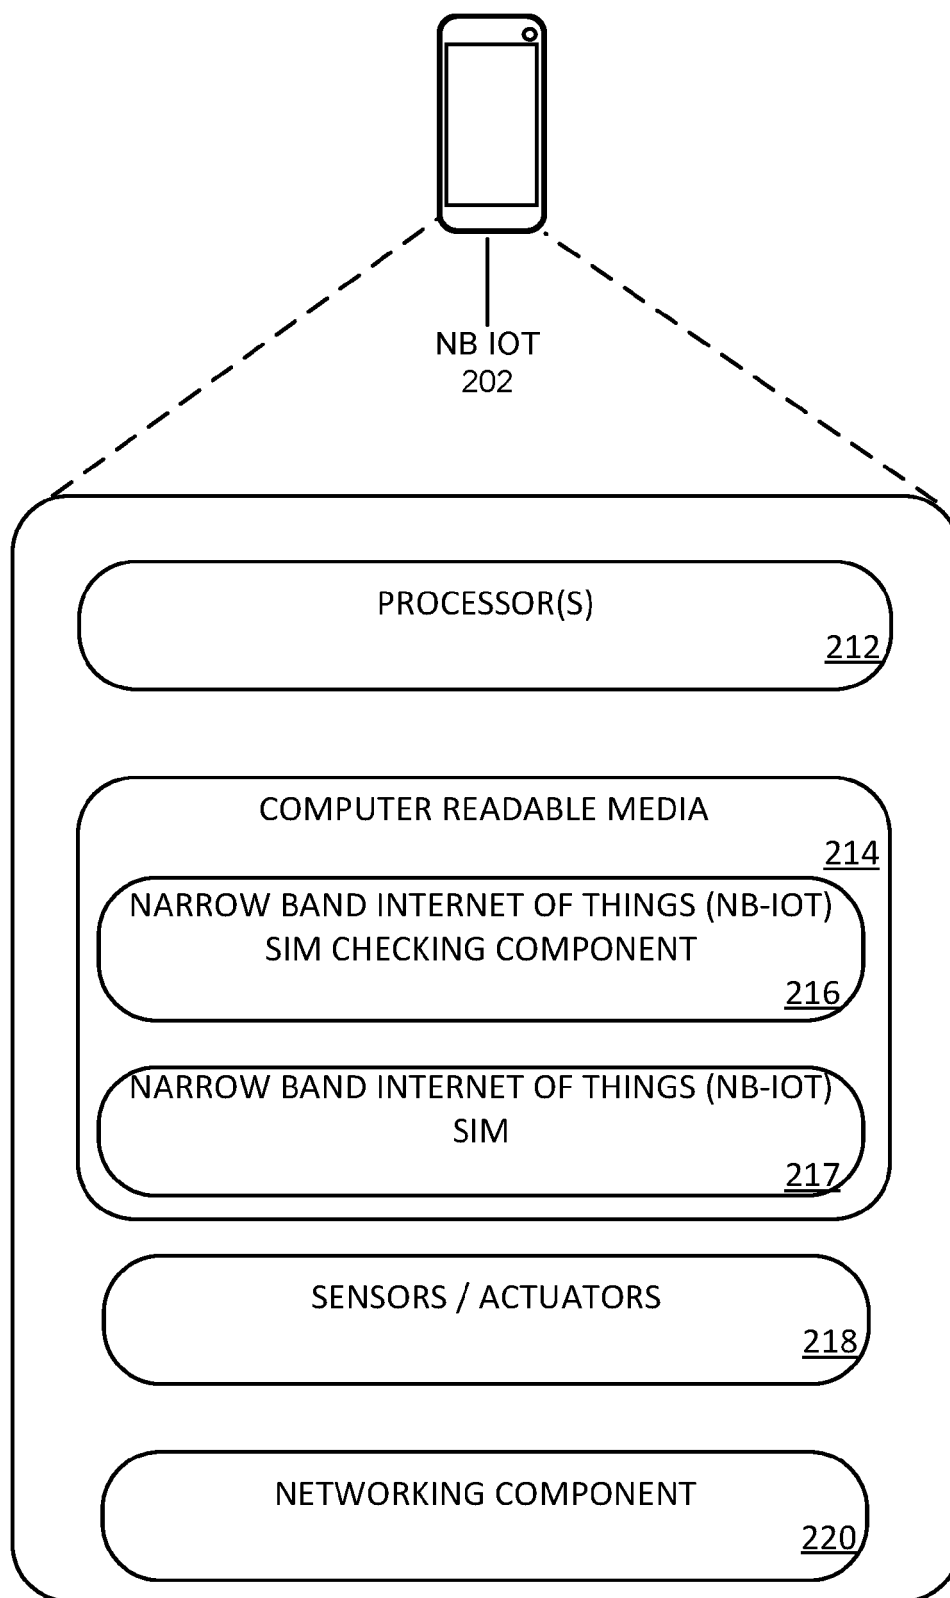 NB IOT
202
PROCESSOR(S)
212
COMPUTER READABLE MEDIA
214
NARROW BAND INTERNET OF THINGS (NB-IOT)
SIM CHECKING COMPONENT
216
NARROW BAND INTERNET OF THINGS (NB-IOT)
SIM
217
SENSORS / ACTUATORS
218
NETWORKING COMPONENT
220